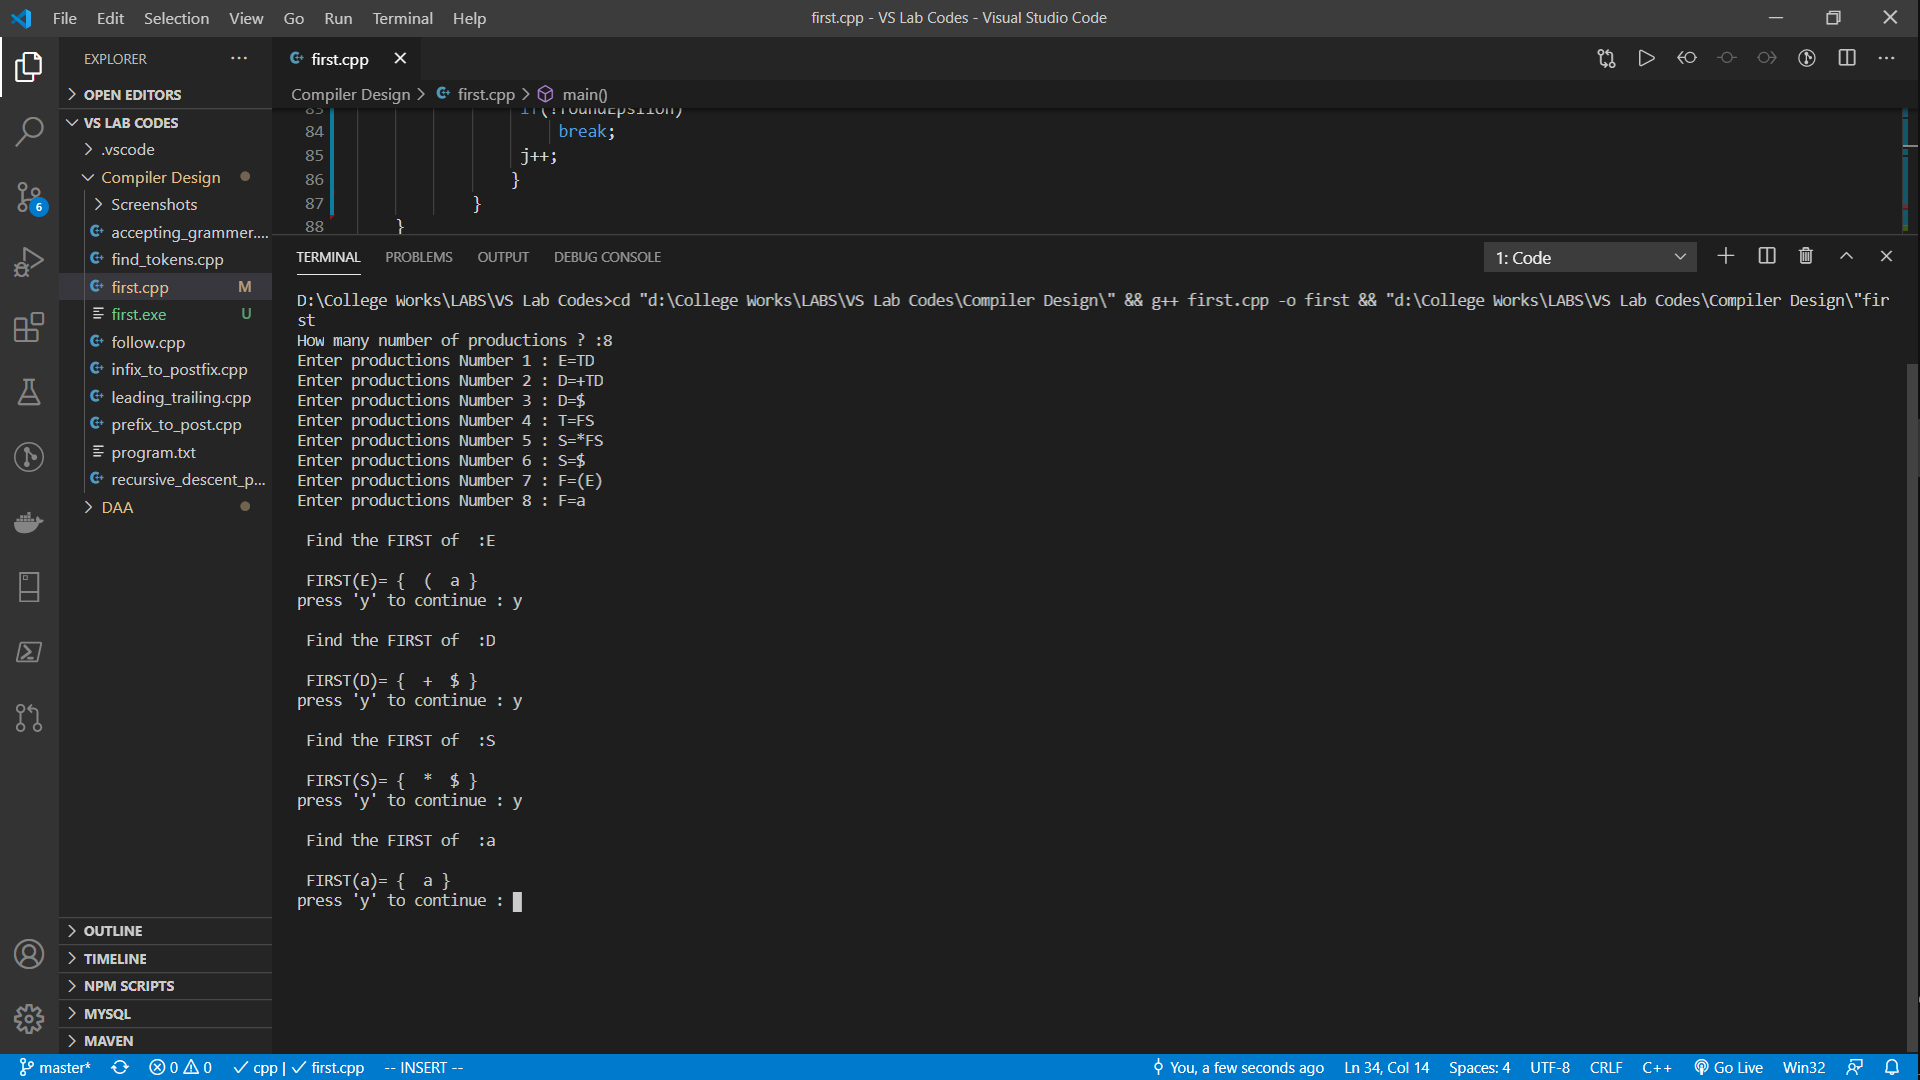 File Edit Selection View Go Run Terminal Help
first.cpp - VS Lab Codes - Visual Studio Code
EXPLORER
OPEN EDITORS
VS LAB CODES
.vscode
Compiler Design
Screenshots
accepting_grammer....
find_tokens.cpp
first.cpp M
first.exe U
follow.cpp
infix_to_postfix.cpp
leading_trailing.cpp
prefix_to_post.cpp
program.txt
recursive_descent_p...
DAA
OUTLINE
TIMELINE
NPM SCRIPTS
MYSQL
MAVEN
6
first.cpp
Compiler Design > first.cpp > main()
83 if(!foundEpsilon)
84 break;
85 j++;
86 }
87 }
88 }
TERMINAL PROBLEMS OUTPUT DEBUG CONSOLE
1: Code
D:\College Works\LABS\VS Lab Codes>cd "d:\College Works\LABS\VS Lab Codes\Compiler Design\" && g++ first.cpp -o first && "d:\College Works\LABS\VS Lab Codes\Compiler Design\"fir
st
How many number of productions ? :8
Enter productions Number 1 : E=TD
Enter productions Number 2 : D=+TD
Enter productions Number 3 : D=$
Enter productions Number 4 : T=FS
Enter productions Number 5 : S=*FS
Enter productions Number 6 : S=$
Enter productions Number 7 : F=(E)
Enter productions Number 8 : F=a
Find the FIRST of  :E
FIRST(E)= {  (  a }
press 'y' to continue : y
Find the FIRST of  :D
FIRST(D)= {  +  $ }
press 'y' to continue : y
Find the FIRST of  :S
FIRST(S)= {  *  $ }
press 'y' to continue : y
Find the FIRST of  :a
FIRST(a)= {  a }
press 'y' to continue :
master* 0 0 cpp | first.cpp -- INSERT -- You, a few seconds ago Ln 34, Col 14 Spaces: 4 UTF-8 CRLF C++ Go Live Win32